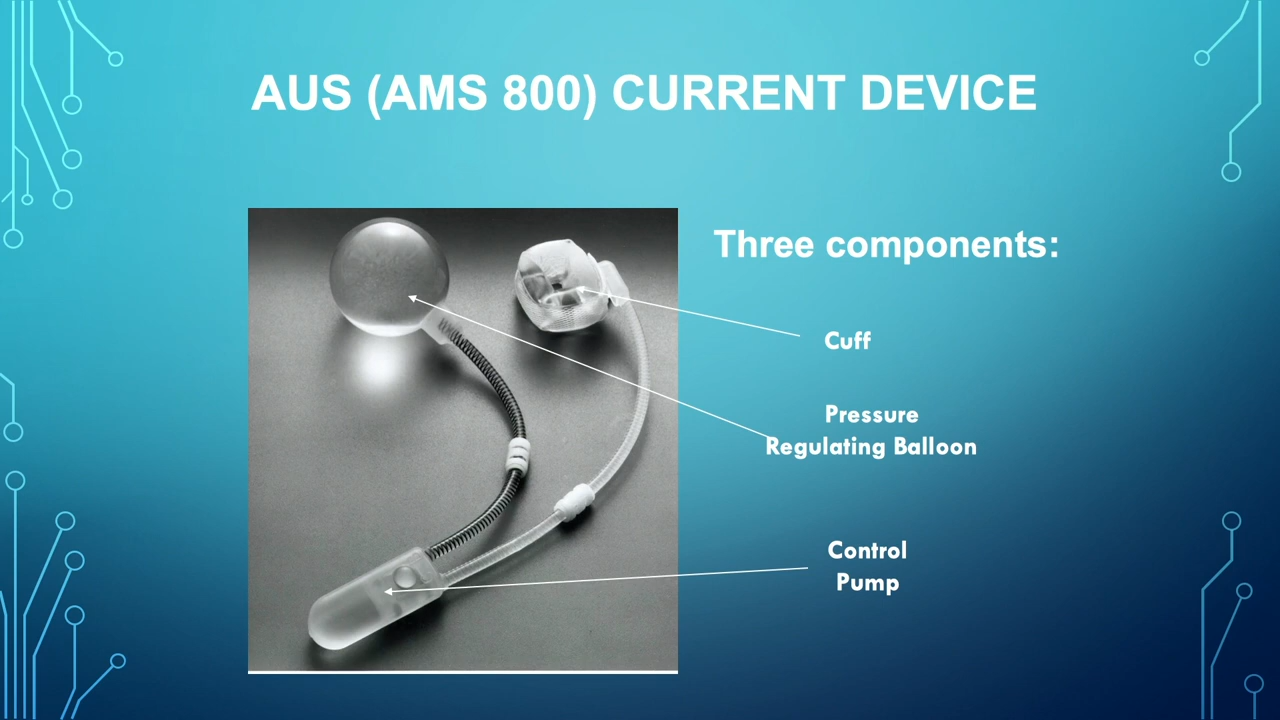 AUS (AMS 800) CURRENT DEVICE
Three components:
Cuff
Pressure
Regulating Balloon
Control
Pump